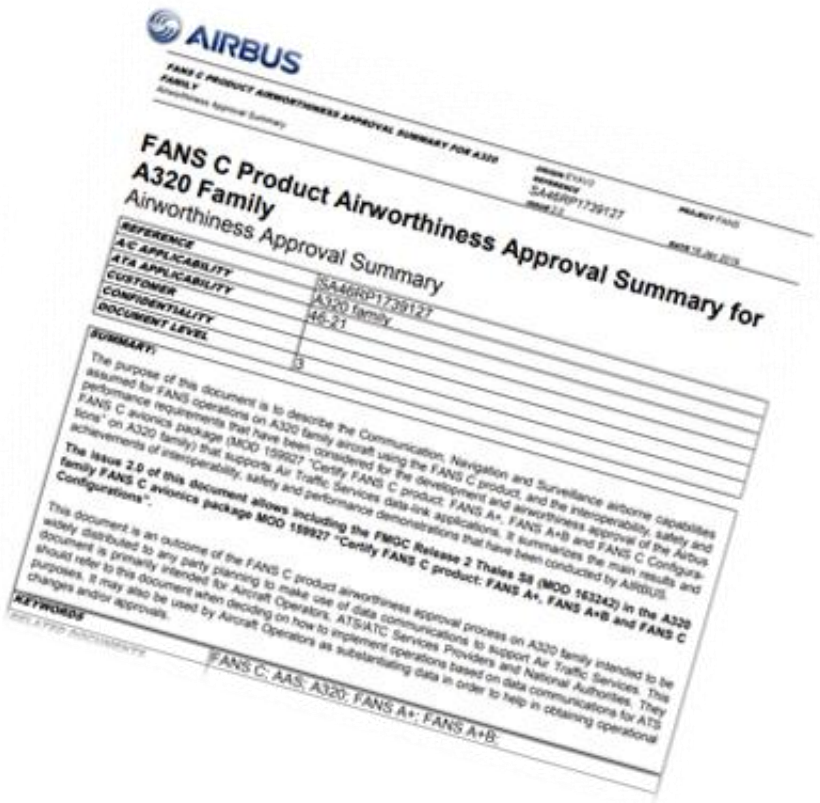 AIRBUS
FANS C PRODUCT AIRWORTHINESS APPROVAL SUMMARY FOR A320
FAMILY
Airworthiness Approval Summary
REFERENCE
SA46RP1739127
ISSUE 2.0
PROJECT FANS
DATE
FANS C Product Airworthiness Approval Summary for
A320 Family
Airworthiness Approval Summary
REFERENCE SA46RP1739127
A/C APPLICABILITY A320 family
ATA APPLICABILITY 46-21
CUSTOMER
CONFIDENTIALITY
DOCUMENT LEVEL 3
SUMMARY:
The purpose of this document is to describe the Communication, Navigation and Surveillance airborne capabilities
assumed for FANS operations on A320 family aircraft using the FANS C product, and the interoperability, safety and
performance requirements that have been considered for the development and airworthiness approval of the Airbus
FANS C avionics package (MOD 159927 "Certify FANS C product: FANS A+, FANS A+B and FANS C Configura-
tions" on A320 family) that supports Air Traffic Services data-link applications. It summarizes the main results and
achievements of interoperability, safety and performance demonstrations that have been conducted by AIRBUS.
The issue 2.0 of this document allows including the FMGC Release 2 Thales S8 (MOD 163242) in the A320
family FANS C avionics package MOD 159927 "Certify FANS C product: FANS A+, FANS A+B and FANS C
Configurations".
This document is an outcome of the FANS C product airworthiness approval process on A320 family intended to be
widely distributed to any party planning to make use of data communications to support Air Traffic Services. This
document is primarily intended for Aircraft Operators, ATS/ATC Services Providers and National Authorities. They
should refer to this document when deciding on how to implement operations based on data communications for ATS
purposes. It may also be used by Aircraft Operators as substantiating data in order to help in obtaining operational
changes and/or approvals.
KEYWORDS FANS C; AAS; A320; FANS A+; FANS A+B;
RELATED DOCUMENTS